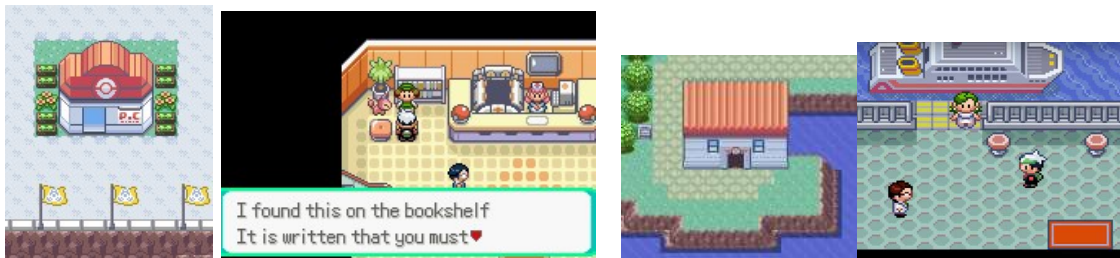 P.C
I found this on the bookshelf
It is written that you must